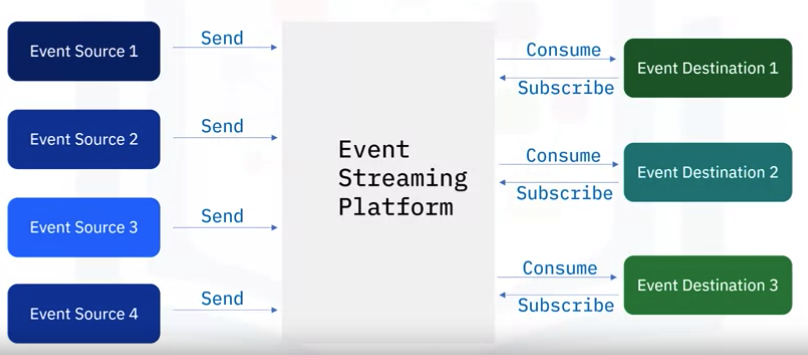 Event Source 1
Send
Event Source 2
Send
Event Source 3
Send
Event Source 4
Send
Event
Streaming
Platform
Consume
Subscribe
Event Destination 1
Consume
Subscribe
Event Destination 2
Consume
Subscribe
Event Destination 3